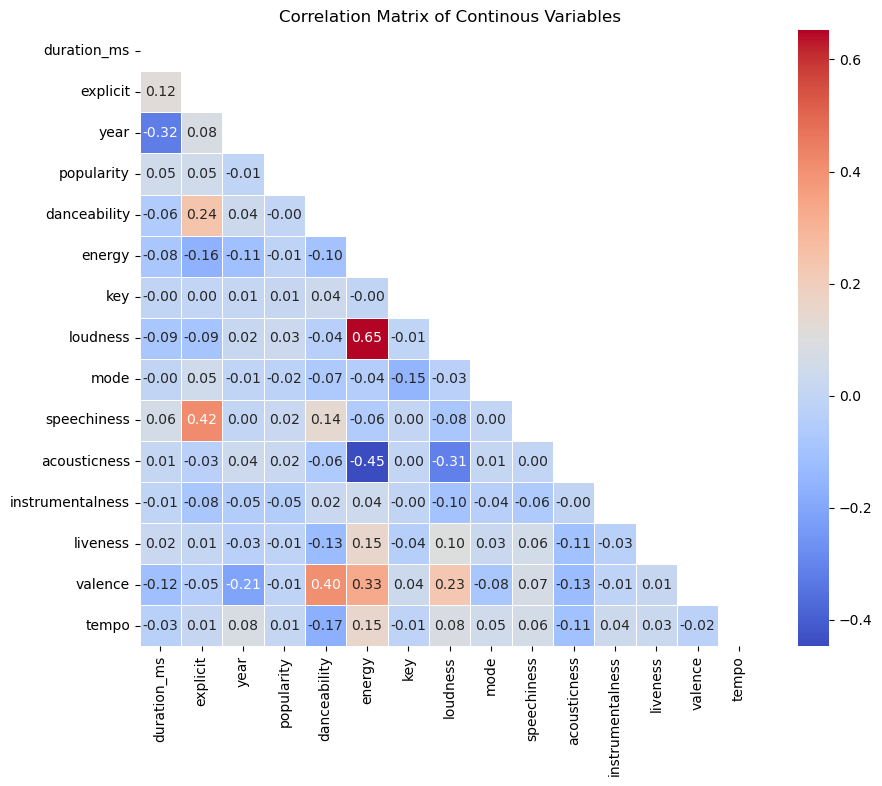 Correlation Matrix of Continous Variables
duration_ms
explicit 0.12
year -0.32 0.08
popularity 0.05 0.05 -0.01
danceability -0.06 0.24 0.04 -0.00
energy -0.08 -0.16 -0.11 -0.01 -0.10
key -0.00 0.00 0.01 0.01 0.04 -0.00
loudness -0.09 -0.09 0.02 0.03 -0.04 0.65 -0.01
mode -0.00 0.05 -0.01 -0.02 -0.07 -0.04 -0.15 -0.03
speechiness 0.06 0.42 0.00 0.02 0.14 -0.06 0.00 -0.08 0.00
acousticness 0.01 -0.03 0.04 0.02 -0.06 -0.45 0.00 -0.31 0.01 0.00
instrumentalness -0.01 -0.08 -0.05 -0.05 0.02 0.04 -0.00 -0.10 -0.04 -0.06 -0.00
liveness 0.02 0.01 -0.03 -0.01 -0.13 0.15 -0.04 0.10 0.03 0.06 -0.11 -0.03
valence -0.12 -0.05 -0.21 -0.01 0.40 0.33 0.04 0.23 -0.08 0.07 -0.13 -0.01 0.01
tempo -0.03 0.01 0.08 0.01 -0.17 0.15 -0.01 0.08 0.05 0.06 -0.11 0.04 0.03 -0.02
duration_ms
explicit
year
popularity
danceability
energy
key
loudness
mode
speechiness
acousticness
instrumentalness
liveness
valence
tempo
0.6
0.4
0.2
0.0
−0.2
−0.4